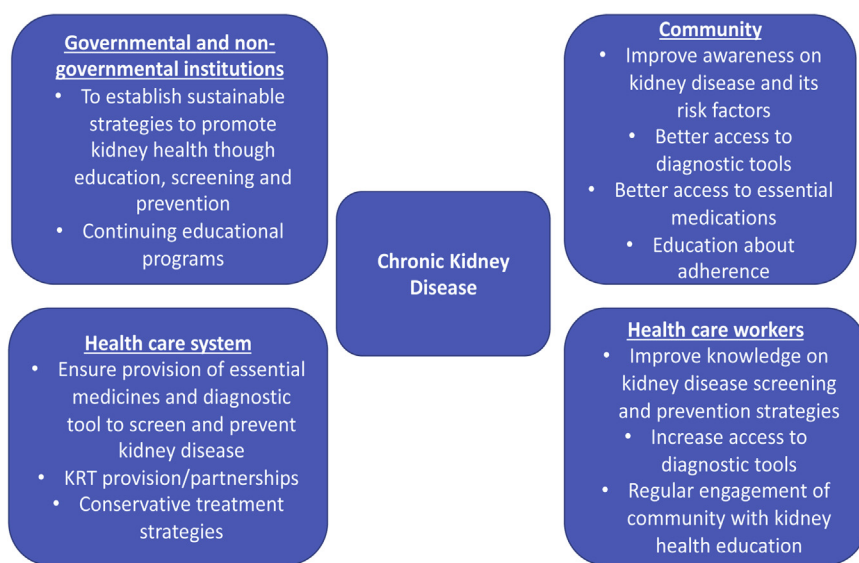 Governmental and non-
governmental institutions
• To establish sustainable
strategies to promote
kidney health though
education, screening and
prevention
• Continuing educational
programs
Community
• Improve awareness on
kidney disease and its
risk factors
• Better access to
diagnostic tools
• Better access to essential
medications
• Education about
adherence
Chronic Kidney
Disease
Health care system
• Ensure provision of essential
medicines and diagnostic
tool to screen and prevent
kidney disease
• KRT provision/partnerships
• Conservative treatment
strategies
Health care workers
• Improve knowledge on
kidney disease screening
and prevention strategies
• Increase access to
diagnostic tools
• Regular engagement of
community with kidney
health education